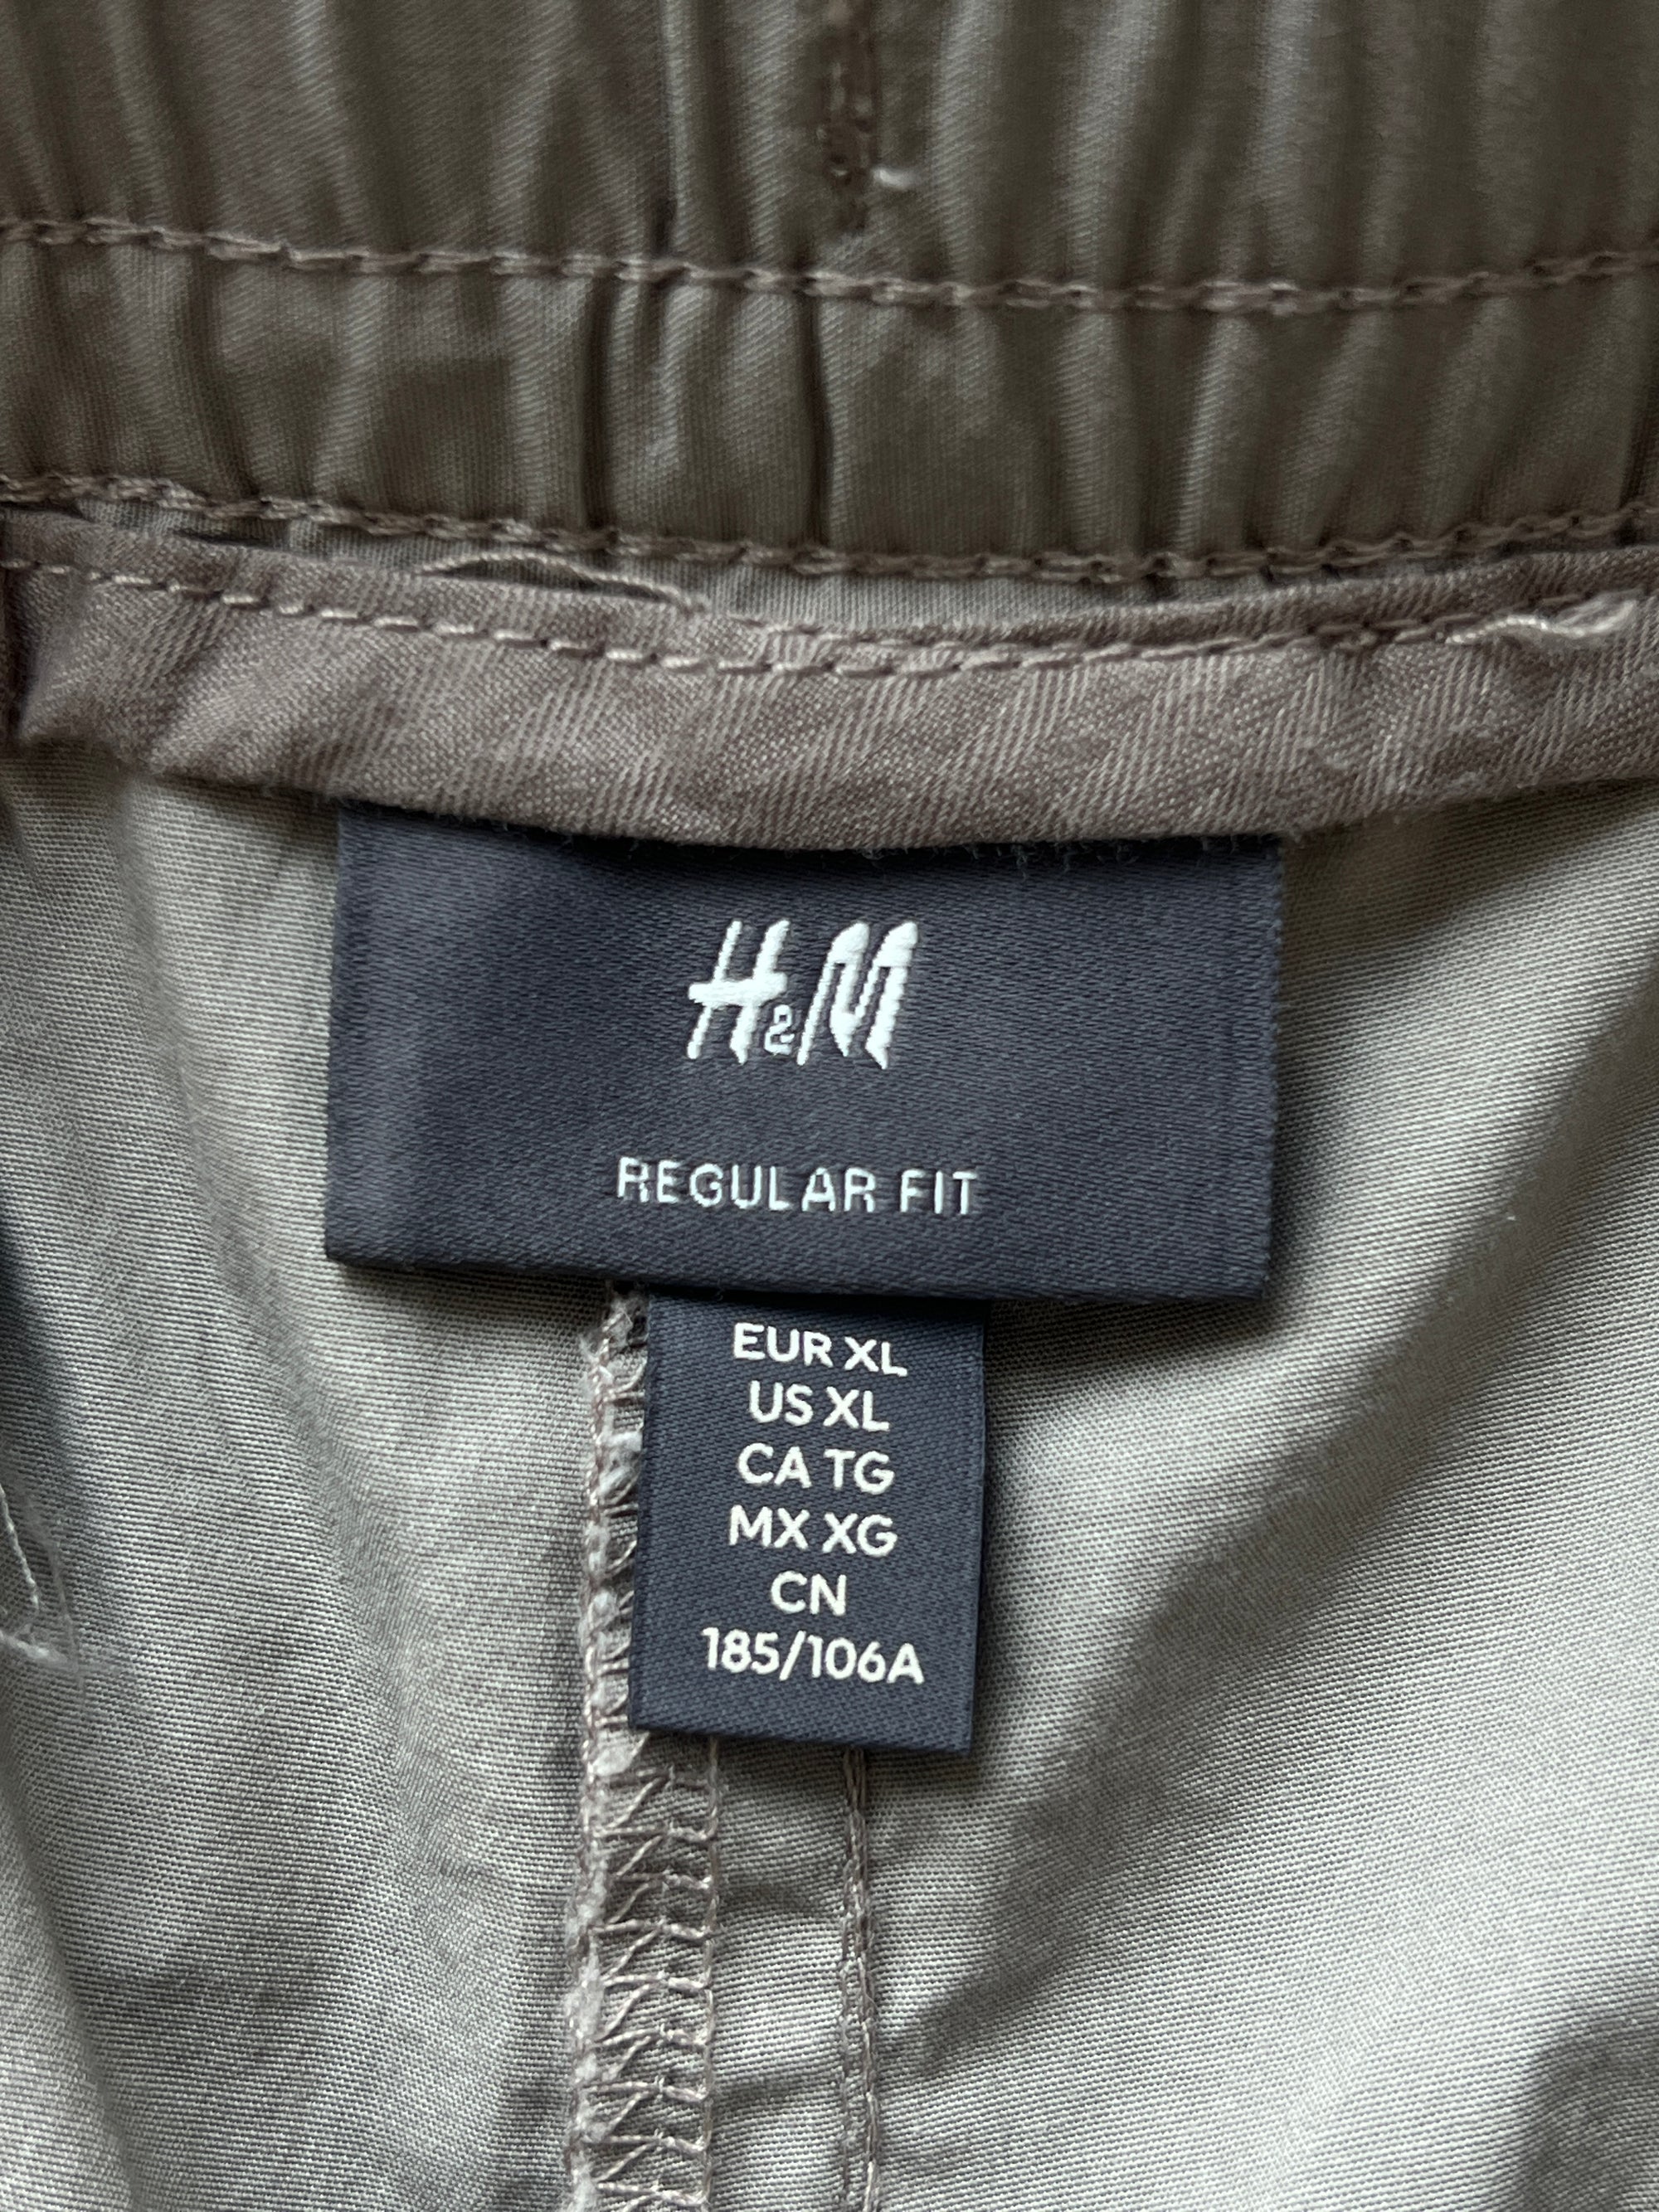 H&M
REGULAR FIT
EUR XL
US XL
CA TG
MX XG
CN
185/106A